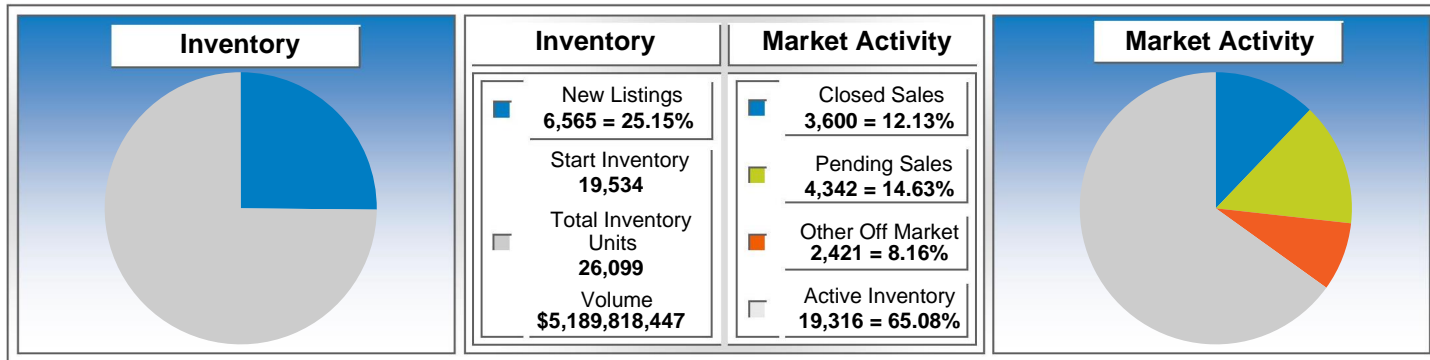 Inventory
Inventory
Market Activity
Market Activity
New Listings
6,565 = 25.15%
Start Inventory
19,534
Total Inventory
Units
26,099
Volume
$5,189,818,447
Closed Sales
3,600 = 12.13%
Pending Sales
4,342 = 14.63%
Other Off Market
2,421 = 8.16%
Active Inventory
19,316 = 65.08%